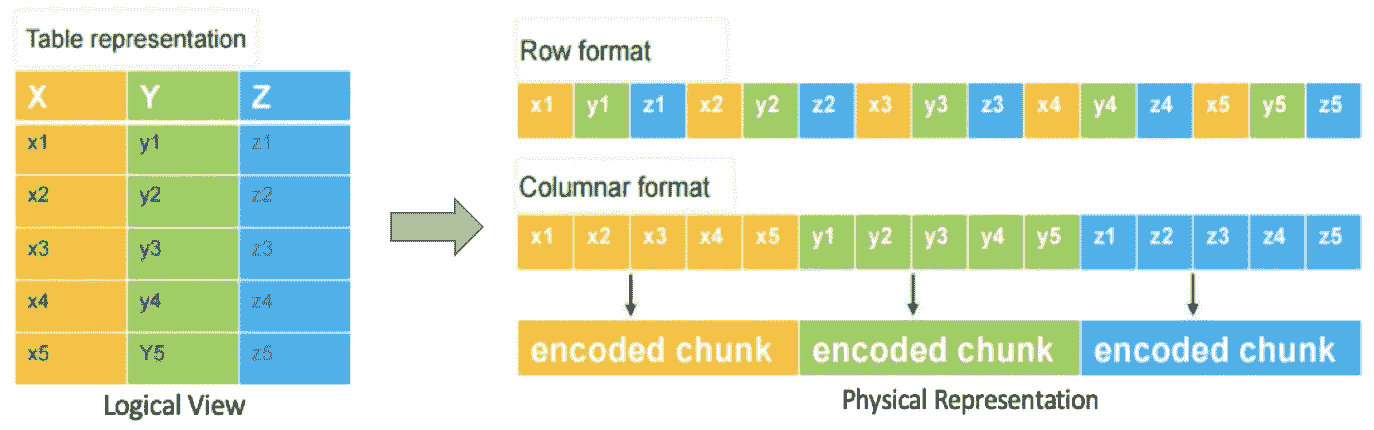 Table representation
X Y Z
x1 y1 z1
x2 y2 z2
x3 y3 z3
x4 y4 z4
x5 Y5 z5
Logical View
Row format
x1 y1 z1 x2 y2 z2 x3 y3 z3 x4 y4 z4 x5 y5 z5
Columnar format
x1 x2 x3 x4 x5 y1 y2 y3 y4 y5 z1 z2 z3 z4 z5
encoded chunk encoded chunk encoded chunk
Physical Representation